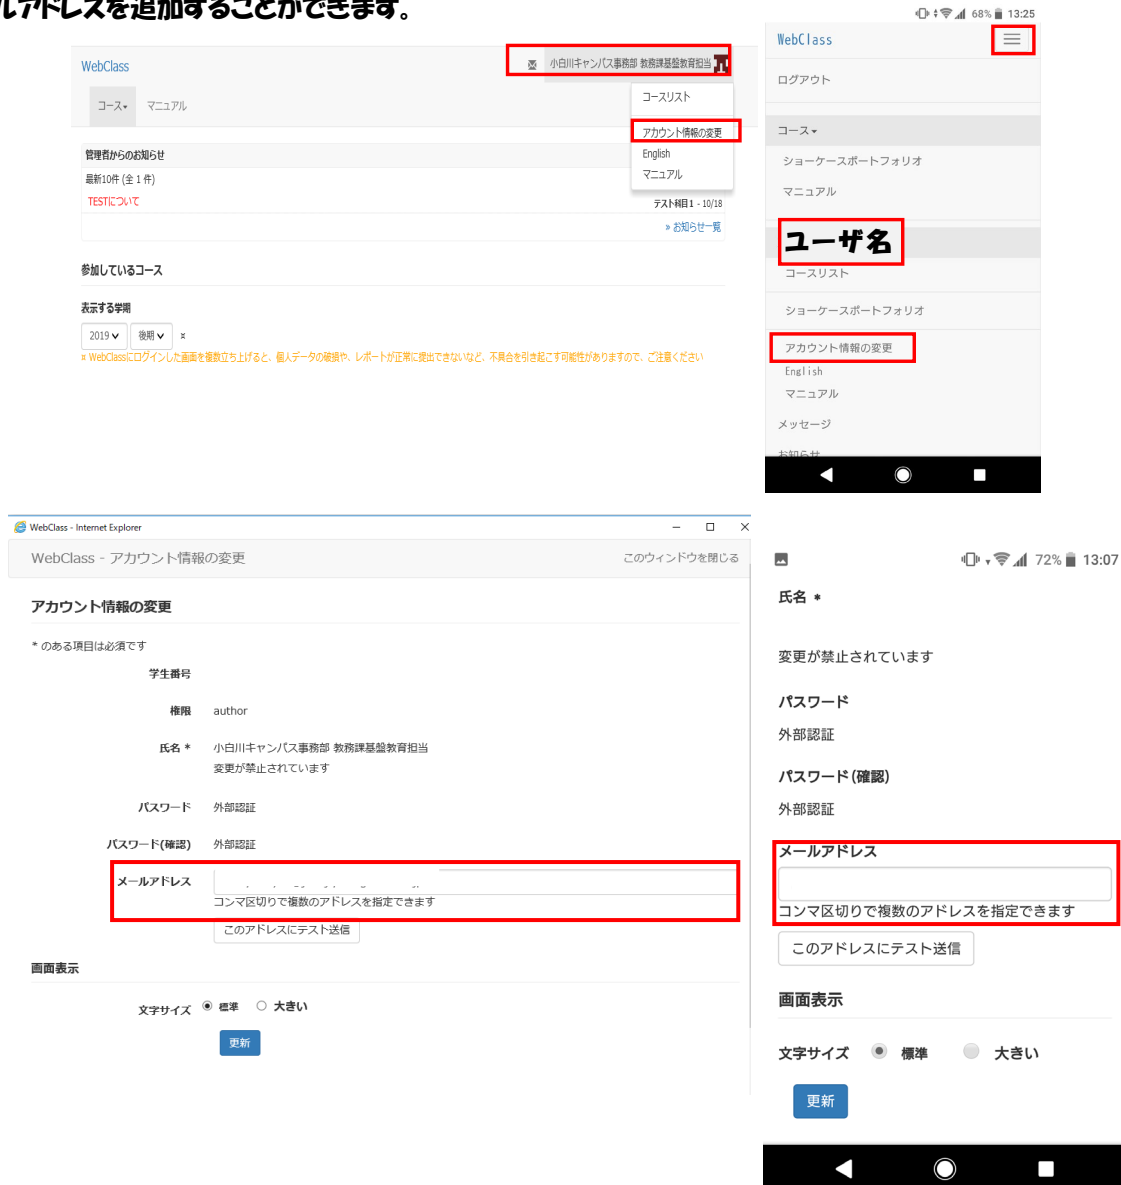 ルアドレスを追加することができます。
WebClass
小白川キャンパス事務部 教務課基盤教育担当
コース▾ マニュアル
コースリスト
アカウント情報の変更
English
マニュアル
管理者からのお知らせ
最新10件 (全 1 件)
TESTについて
テスト科目1 - 10/18
» お知らせ一覧
参加しているコース
表示する学期
2019 後期 ¤
¤ WebClassにログインした画面を複数立ち上げると、個人データの破損や、レポートが正常に提出できないなど、不具合を引き起こす可能性がありますので、ご注意ください
68% 13:25
WebClass
ログアウト
コース▾
ショーケースポートフォリオ
マニュアル
ユーザ名
コースリスト
ショーケースポートフォリオ
アカウント情報の変更
English
マニュアル
メッセージ
お知らせ
WebClass - Internet Explorer
WebClass - アカウント情報の変更
このウィンドウを閉じる
アカウント情報の変更
* のある項目は必須です
学生番号
権限 author
氏名 * 小白川キャンパス事務部 教務課基盤教育担当
変更が禁止されています
パスワード 外部認証
パスワード(確認) 外部認証
メールアドレス
コンマ区切りで複数のアドレスを指定できます
このアドレスにテスト送信
画面表示
文字サイズ 標準 大きい
更新
72% 13:07
氏名 *
変更が禁止されています
パスワード
外部認証
パスワード(確認)
外部認証
メールアドレス
コンマ区切りで複数のアドレスを指定できます
このアドレスにテスト送信
画面表示
文字サイズ 標準 大きい
更新